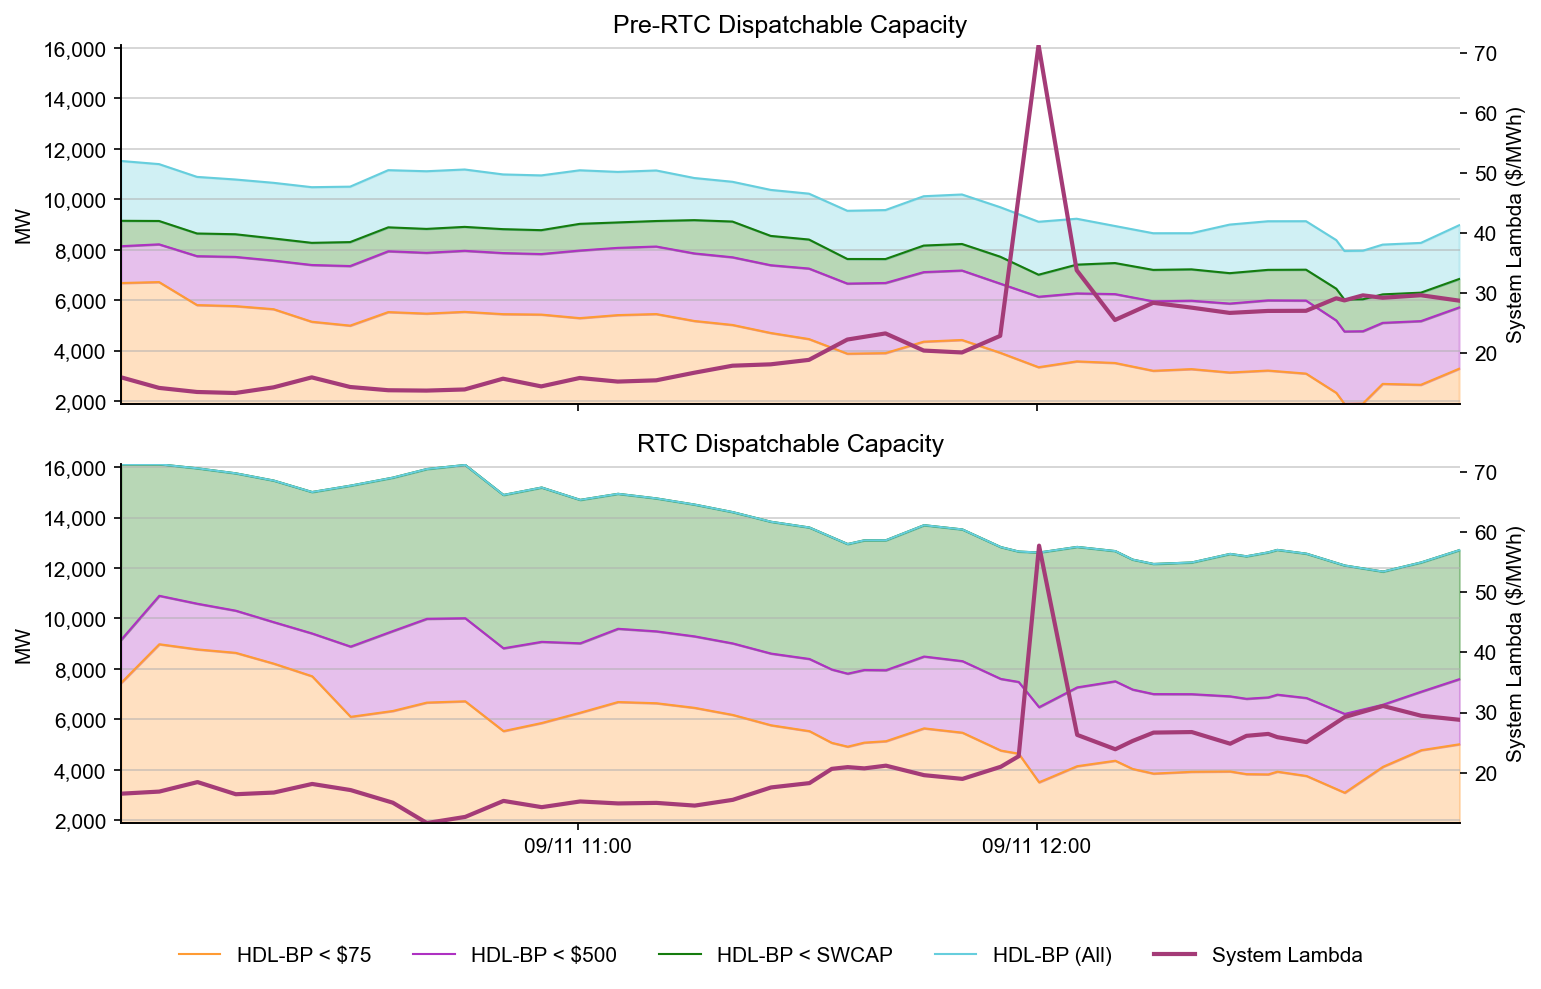 Pre-RTC Dispatchable Capacity
16,000
14,000
12,000
10,000
8,000
6,000
4,000
2,000
MW
70
60
50
40
30
20
System Lambda ($/MWh)
RTC Dispatchable Capacity
16,000
14,000
12,000
10,000
8,000
6,000
4,000
2,000
MW
70
60
50
40
30
20
System Lambda ($/MWh)
09/11 11:00
09/11 12:00
HDL-BP < $75
HDL-BP < $500
HDL-BP < SWCAP
HDL-BP (All)
System Lambda